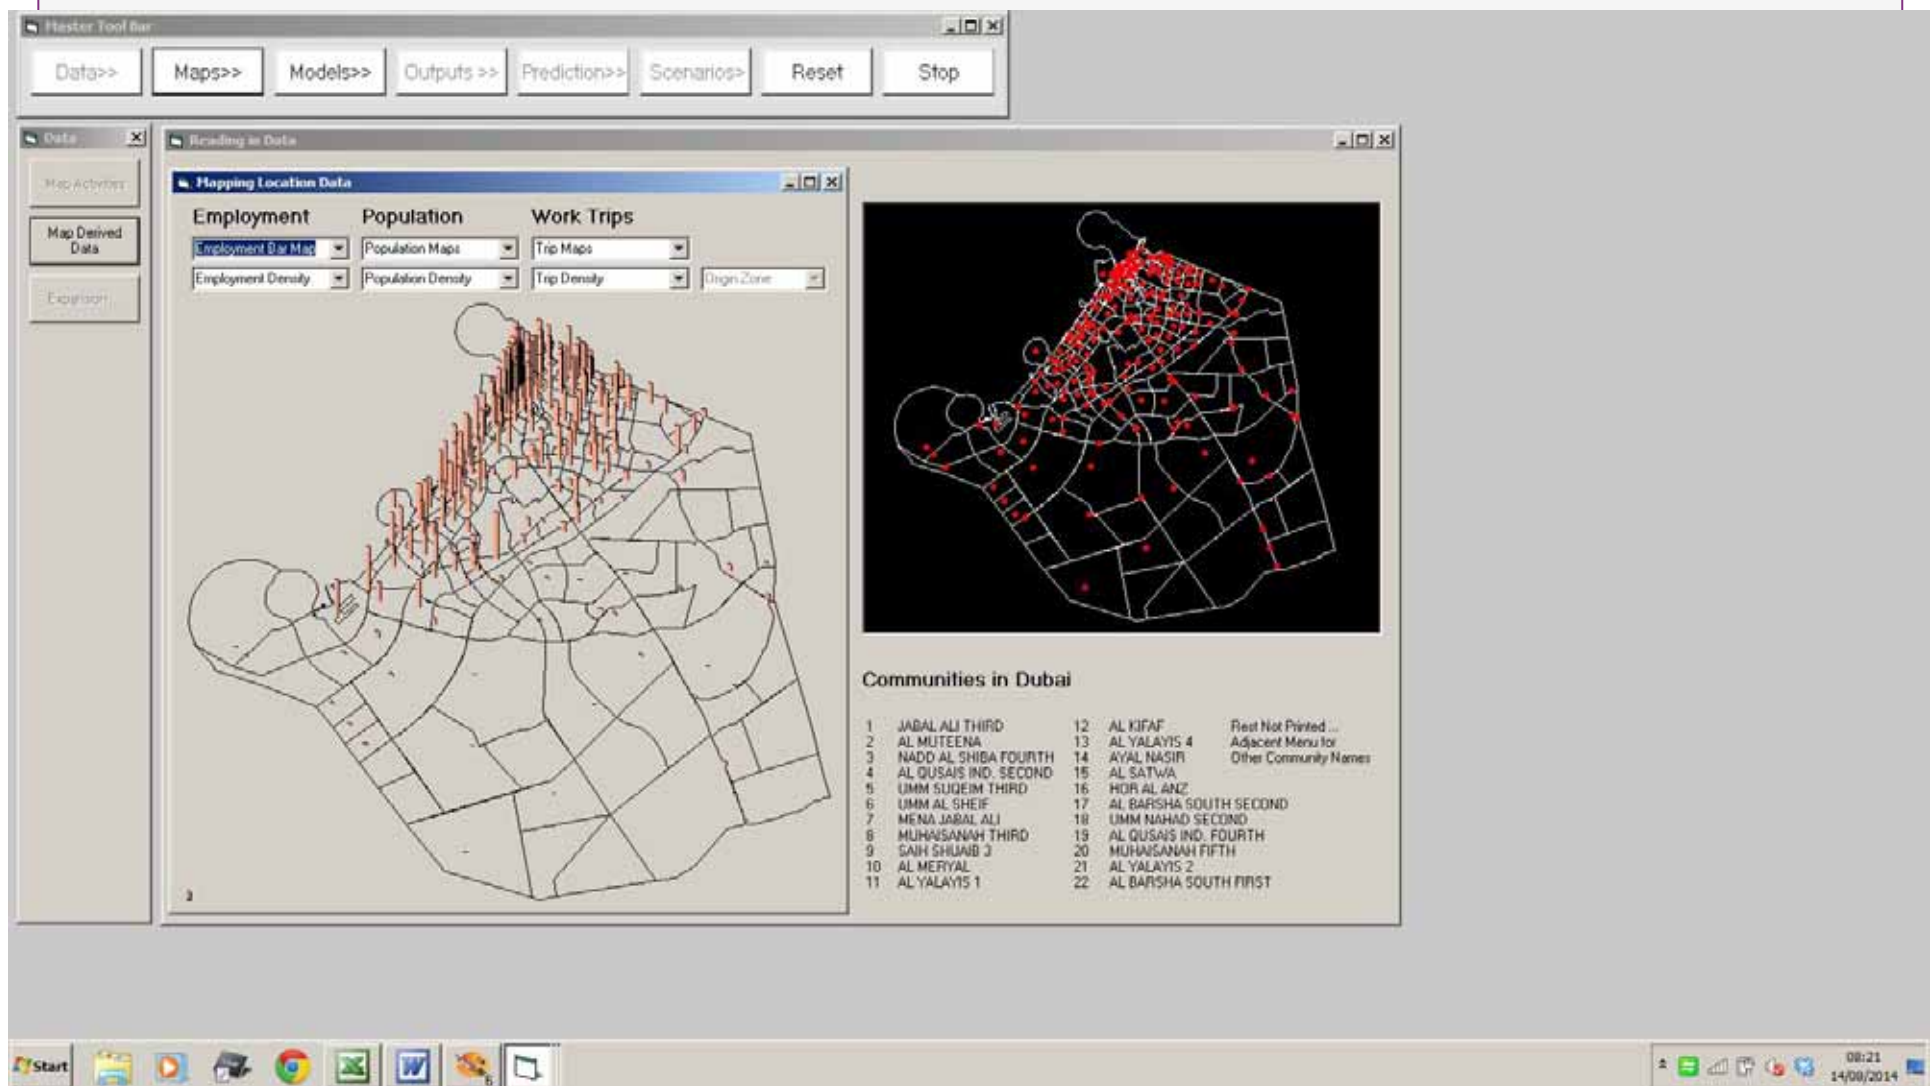 Master Tool Bar
Data>> Maps>> Models>> Outputs >> Prediction>> Scenarios> Reset Stop
Data
Map Activities
Map Derived
Data
Expansion
Reading in Data
Mapping Location Data
Employment Population Work Trips
Employment Bar Map Population Maps Trip Maps
Employment Density Population Density Trip Density Origin Zone
3
Communities in Dubai
1 JABAL ALI THIRD 12 AL KIFAF Rest Not Printed ...
2 AL MUTEENA 13 AL YALAYIS 4 Adjacent Menu for
3 NADD AL SHIBA FOURTH 14 AYAL NASIR Other Community Names
4 AL QUSAIS IND. SECOND 15 AL SATWA
5 UMM SUQEIM THIRD 16 HOR AL ANZ
6 UMM AL SHEIF 17 AL BARSHA SOUTH SECOND
7 MENA JABAL ALI 18 UMM NAHAD SECOND
8 MUHAISANAH THIRD 19 AL QUSAIS IND. FOURTH
9 SAIH SHUAIB 3 20 MUHAISANAH FIFTH
10 AL MERYAL 21 AL YALAYIS 2
11 AL YALAYIS 1 22 AL BARSHA SOUTH FIRST
Start
6
08:21
14/08/2014